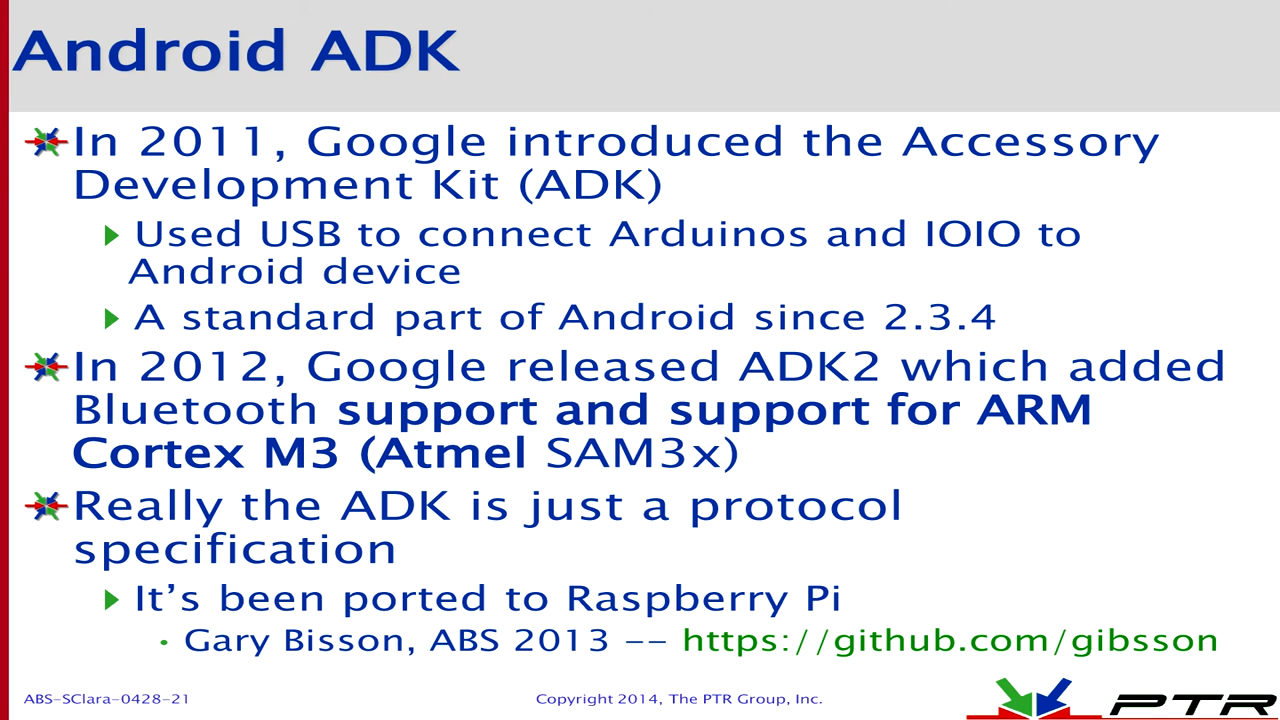 Android ADK
In 2011, Google introduced the Accessory
Development Kit (ADK)
Used USB to connect Arduinos and IOIO to
Android device
A standard part of Android since 2.3.4
In 2012, Google released ADK2 which added
Bluetooth support and support for ARM
Cortex M3 (Atmel SAM3x)
Really the ADK is just a protocol
specification
It’s been ported to Raspberry Pi
Gary Bisson, ABS 2013 -- https://github.com/gibsson
ABS-SClara-0428-21
Copyright 2014, The PTR Group, Inc.
PTR